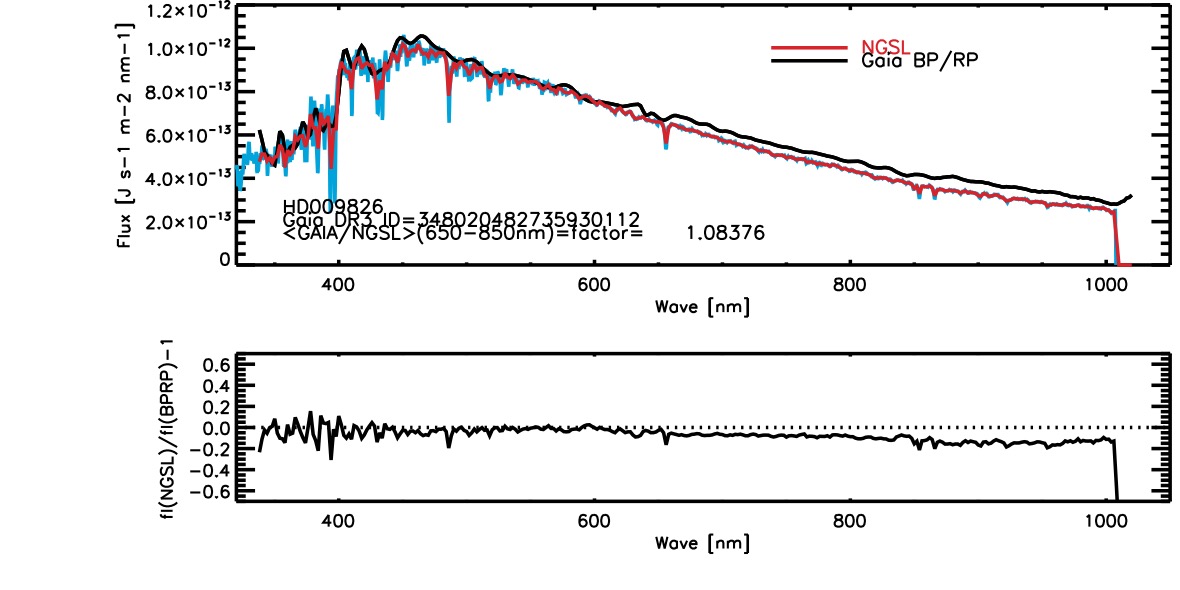 1.2×10−12
1.0×10−12
8.0×10−13
6.0×10−13
4.0×10−13
2.0×10−13
0
Flux [J s−1 m−2 nm−1]
NGSL
Gaia BP/RP
HD009826
Gaia DR3 ID=348020482735930112
<GAIA/NGSL>(650−850nm)=factor= 1.08376
400 600 800 1000
Wave [nm]
0.6
0.4
0.2
0.0
−0.2
−0.4
−0.6
fl(NGSL)/fl(BPRP)−1
400 600 800 1000
Wave [nm]